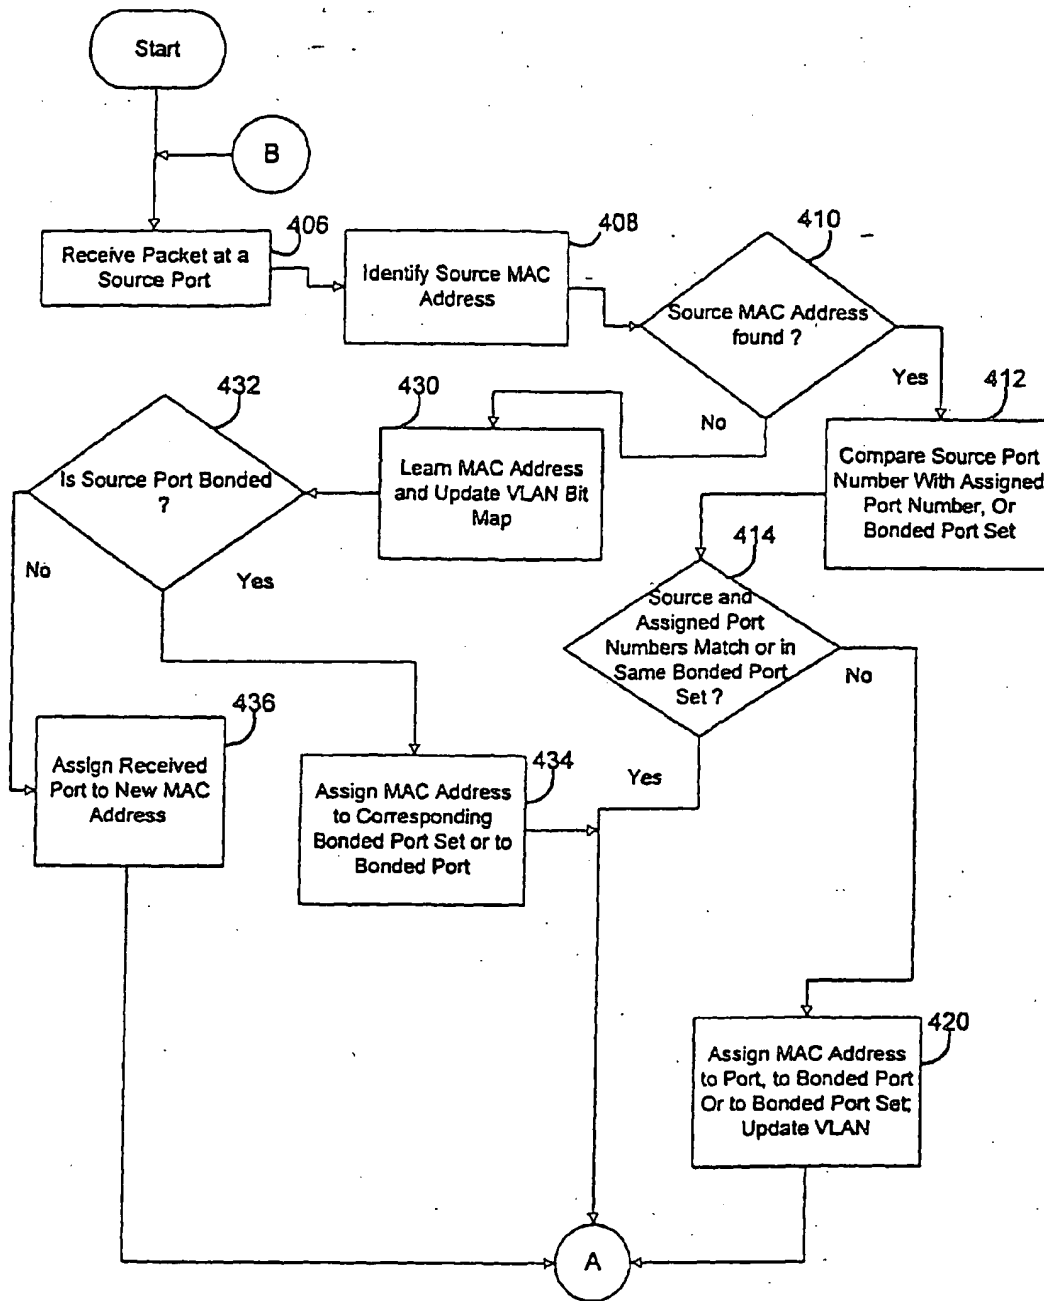 Start
B
406
Receive Packet at a
Source Port
408
Identify Source MAC
Address
410
Source MAC Address
found ?
Yes
No
412
Compare Source Port
Number With Assigned
Port Number, Or
Bonded Port Set
430
Learn MAC Address
and Update VLAN Bit
Map
432
Is Source Port Bonded
?
No
Yes
414
Source and
Assigned Port
Numbers Match or in
Same Bonded Port
Set ?
No
Yes
436
Assign Received
Port to New MAC
Address
434
Assign MAC Address
to Corresponding
Bonded Port Set or to
Bonded Port
420
Assign MAC Address
to Port, to Bonded Port
Or to Bonded Port Set;
Update VLAN
A